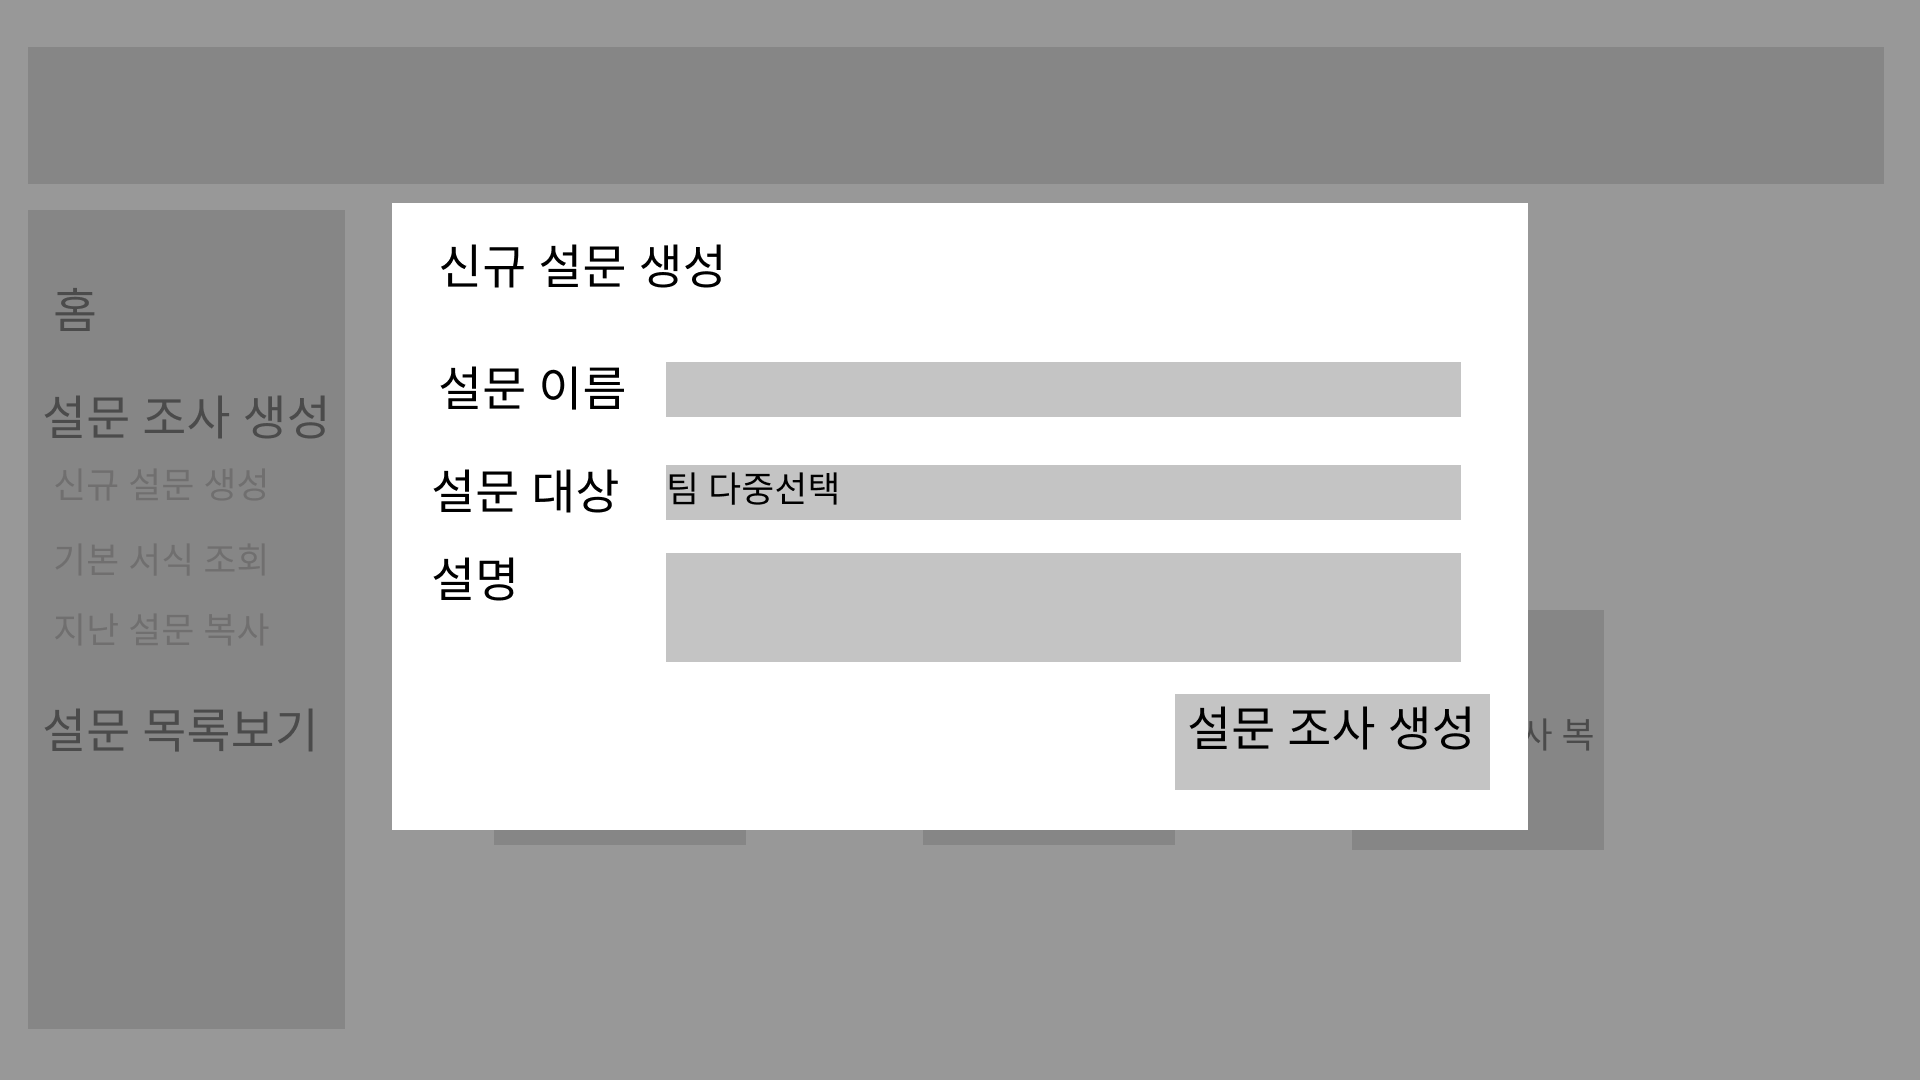 홈
설문 조사 생성
신규 설문 생성
기본 서식 조회
지난 설문 복사
설문 목록보기
신규 설문 생성
설문 이름
설문 대상
팀 다중선택
설명
설문 조사 생성
사 복